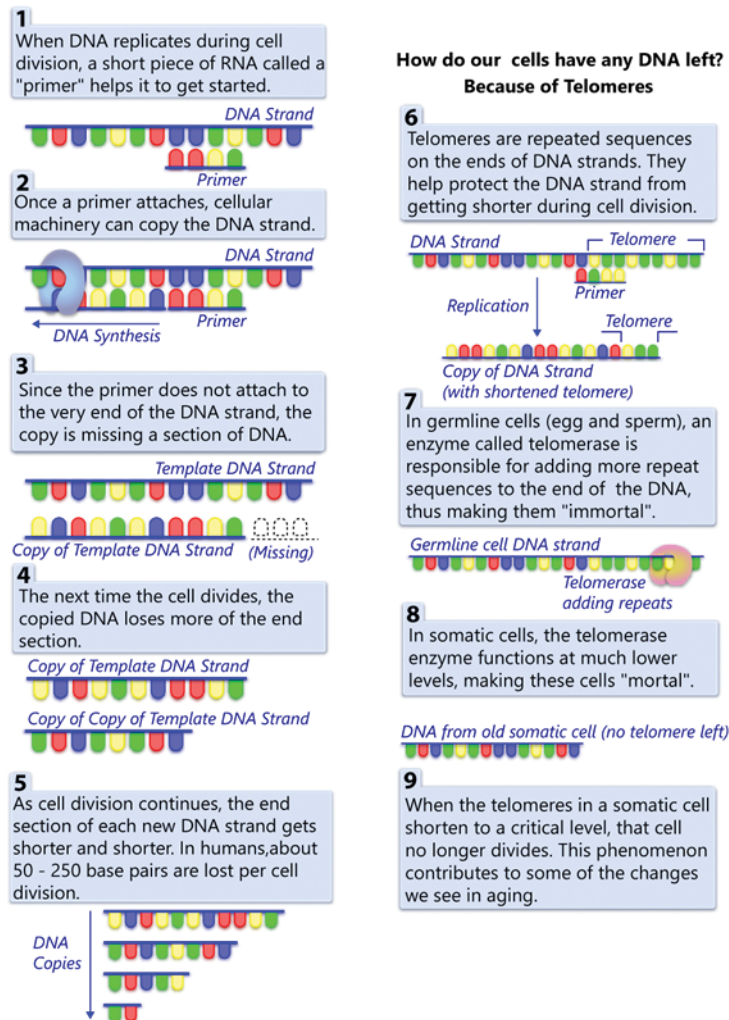 1
When DNA replicates during cell
division, a short piece of RNA called a
"primer" helps it to get started.
DNA Strand
Primer
2
Once a primer attaches, cellular
machinery can copy the DNA strand.
DNA Strand
Primer
DNA Synthesis
3
Since the primer does not attach to
the very end of the DNA strand, the
copy is missing a section of DNA.
Template DNA Strand
Copy of Template DNA Strand (Missing)
4
The next time the cell divides, the
copied DNA loses more of the end
section.
Copy of Template DNA Strand
Copy of Copy of Template DNA Strand
5
As cell division continues, the end
section of each new DNA strand gets
shorter and shorter. In humans,about
50 - 250 base pairs are lost per cell
division.
DNA
Copies
How do our cells have any DNA left?
Because of Telomeres
6
Telomeres are repeated sequences
on the ends of DNA strands. They
help protect the DNA strand from
getting shorter during cell division.
DNA Strand
Telomere
Primer
Replication
Telomere
Copy of DNA Strand
(with shortened telomere)
7
In germline cells (egg and sperm), an
enzyme called telomerase is
responsible for adding more repeat
sequences to the end of the DNA,
thus making them "immortal".
Germline cell DNA strand
Telomerase
adding repeats
8
In somatic cells, the telomerase
enzyme functions at much lower
levels, making these cells "mortal".
DNA from old somatic cell (no telomere left)
9
When the telomeres in a somatic cell
shorten to a critical level, that cell
no longer divides. This phenomenon
contributes to some of the changes
we see in aging.